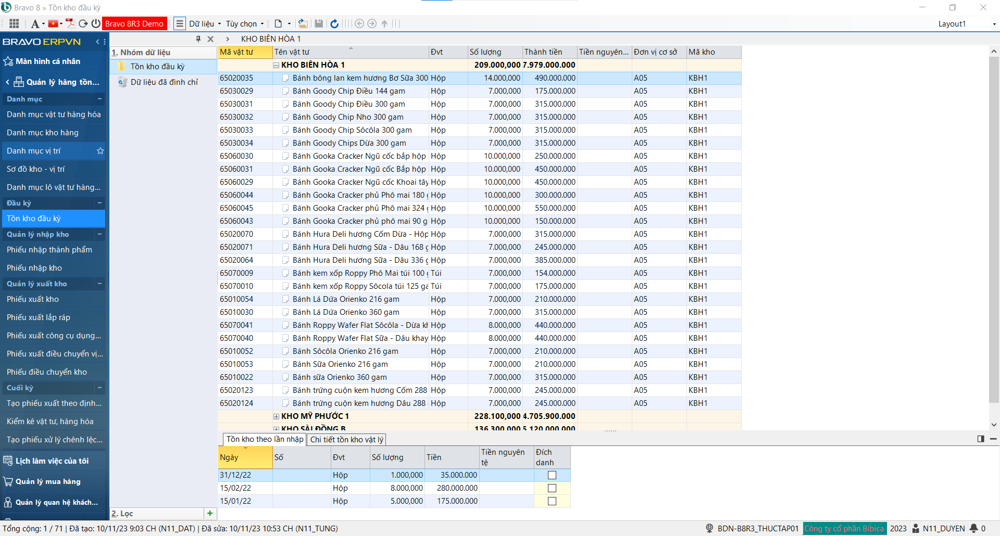 Bravo 8 » Tồn kho đầu kỳ
Bravo 8R3 Demo Dữ liệu Tùy chọn Layout1
BRAVO ERPVN
Màn hình cá nhân
Quản lý hàng tồn...
Danh mục
Danh mục vật tư hàng hóa
Danh mục kho hàng
Danh mục vị trí
Sơ đồ kho - vị trí
Danh mục lô vật tư hàng...
Đầu kỳ
Tồn kho đầu kỳ
Quản lý nhập kho
Phiếu nhập thành phẩm
Phiếu nhập kho
Quản lý xuất kho
Phiếu xuất kho
Phiếu xuất lắp ráp
Phiếu xuất công cụ dụng...
Phiếu xuất điều chuyển vị...
Phiếu điều chuyển kho
Cuối kỳ
Tạo phiếu xuất theo định...
Kiểm kê vật tư, hàng hóa
Tạo phiếu xử lý chênh lệc...
Lịch làm việc của tôi
Quản lý mua hàng
Quản lý quan hệ khách...
1. Nhóm dữ liệu
Tồn kho đầu kỳ
Dữ liệu đã đình chỉ
2. Lọc
KHO BIÊN HÒA 1
Mã vật tư Tên vật tư Đvt Số lượng Thành tiền Tiền nguyên... Đơn vị cơ sở Mã kho
KHO BIÊN HÒA 1 209.000,000 7.979.000.000
65020035 Bánh bông lan kem hương Bơ Sữa 300 Hộp 14.000,000 490.000.000 A05 KBH1
65030029 Bánh Goody Chip Điều 144 gam Hộp 7.000,000 175.000.000 A05 KBH1
65030031 Bánh Goody Chip Điều 300 gam Hộp 7.000,000 315.000.000 A05 KBH1
65030032 Bánh Goody Chip Nho 300 gam Hộp 7.000,000 315.000.000 A05 KBH1
65030033 Bánh Goody Chip Sôcôla 300 gam Hộp 7.000,000 315.000.000 A05 KBH1
65030034 Bánh Goody Chips Dừa 300 gam Hộp 7.000,000 315.000.000 A05 KBH1
65060030 Bánh Gooka Cracker Ngũ cốc bắp hộp Hộp 10.000,000 250.000.000 A05 KBH1
65060031 Bánh Gooka Cracker Ngũ cốc Bắp hộp Hộp 10.000,000 450.000.000 A05 KBH1
65060029 Bánh Gooka Cracker Ngũ cốc Khoai tây Hộp 10.000,000 450.000.000 A05 KBH1
65060044 Bánh Gooka Cracker phủ Phô mai 180 g Hộp 10.000,000 300.000.000 A05 KBH1
65060045 Bánh Gooka Cracker phủ Phô mai 324 g Hộp 10.000,000 550.000.000 A05 KBH1
65060043 Bánh Gooka Cracker phủ phô mai 90 g Hộp 10.000,000 150.000.000 A05 KBH1
65020070 Bánh Hura Deli hương Cốm Dừa - Hộp Hộp 7.000,000 315.000.000 A05 KBH1
65020071 Bánh Hura Deli hương Sữa - Dâu 168 g Hộp 7.000,000 245.000.000 A05 KBH1
65020064 Bánh Hura Deli hương Sữa - Dâu 336 g Hộp 7.000,000 385.000.000 A05 KBH1
65070009 Bánh kem xốp Roppy Phô Mai túi 100 g Túi 7.000,000 154.000.000 A05 KBH1
65070010 Bánh kem xốp Roppy Sôcola túi 125 ga Túi 7.000,000 175.000.000 A05 KBH1
65010054 Bánh Lá Dứa Orienko 216 gam Hộp 7.000,000 210.000.000 A05 KBH1
65010030 Bánh Lá Dứa Orienko 360 gam Hộp 7.000,000 315.000.000 A05 KBH1
65070041 Bánh Roppy Wafer Flat Sôcôla - Dừa kh Hộp 8.000,000 440.000.000 A05 KBH1
65070040 Bánh Roppy Wafer Flat Sữa - Dâu khay Hộp 8.000,000 440.000.000 A05 KBH1
65010052 Bánh Sôcôla Orienko 216 gam Hộp 7.000,000 210.000.000 A05 KBH1
65010053 Bánh Sữa Orienko 216 gam Hộp 7.000,000 210.000.000 A05 KBH1
65010022 Bánh sữa Orienko 360 gam Hộp 7.000,000 315.000.000 A05 KBH1
65020123 Bánh trứng cuộn kem hương Cốm 288 Hộp 7.000,000 245.000.000 A05 KBH1
65020124 Bánh trứng cuộn kem hương Dâu 288 Hộp 7.000,000 245.000.000 A05 KBH1
KHO MỸ PHƯỚC 1 228.100,000 4.705.900.000
KHO SÀI ĐỒNG B 136.300,000 5.120.000.000
Tồn kho theo lần nhập Chi tiết tồn kho vật lý
Ngày Số Đvt Số lượng Tiền Tiền nguyên tệ Đích danh
31/12/22 Hộp 1.000,000 35.000.000
15/02/22 Hộp 8.000,000 280.000.000
15/01/22 Hộp 5.000,000 175.000.000
Tổng cộng: 1 / 71 | Đã tạo: 10/11/23 9:03 CH (N11_DAT) | Đã sửa: 10/11/23 10:53 CH (N11_TUNG) BDN-B8R3_THUCTAP01 Công ty cổ phần Bibica 2023 N11_DUYEN 0